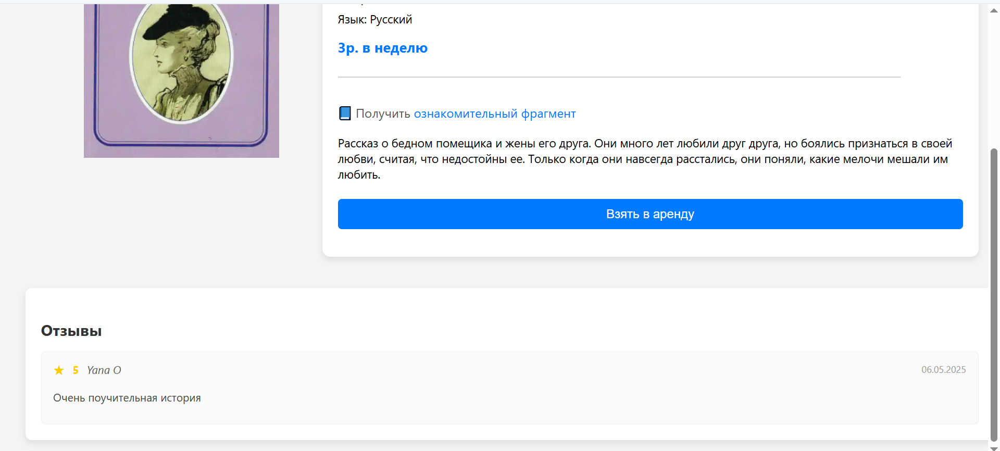 Язык: Русский
3р. в неделю
Получить ознакомительный фрагмент
Рассказ о бедном помещика и жены его друга. Они много лет любили друг друга, но боялись признаться в своей
любви, считая, что недостойны ее. Только когда они навсегда расстались, они поняли, какие мелочи мешали им
любить.
Взять в аренду
Отзывы
5 Yana O
06.05.2025
Очень поучительная история